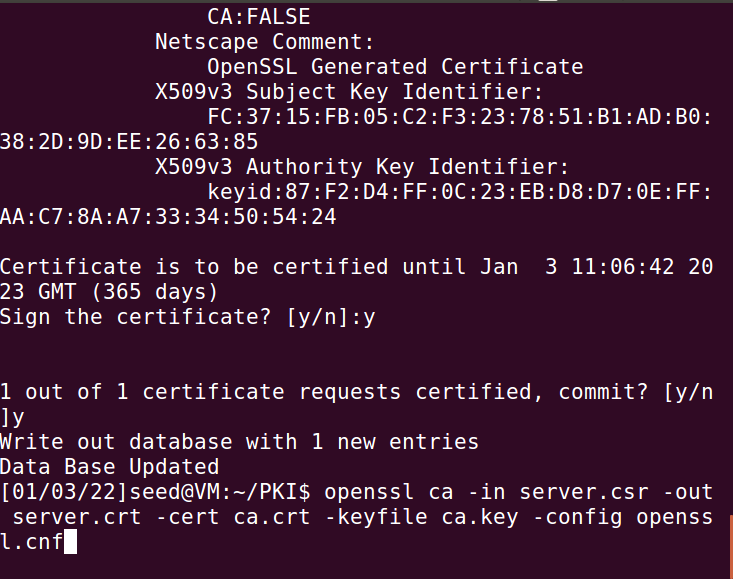 CA:FALSE
Netscape Comment:
OpenSSL Generated Certificate
X509v3 Subject Key Identifier:
FC:37:15:FB:05:C2:F3:23:78:51:B1:AD:B0:
38:2D:9D:EE:26:63:85
X509v3 Authority Key Identifier:
keyid:87:F2:D4:FF:0C:23:EB:D8:D7:0E:FF:
AA:C7:8A:A7:33:34:50:54:24
Certificate is to be certified until Jan  3 11:06:42 20
23 GMT (365 days)
Sign the certificate? [y/n]:y
1 out of 1 certificate requests certified, commit? [y/n
]y
Write out database with 1 new entries
Data Base Updated
[01/03/22]seed@VM:~/PKI$ openssl ca -in server.csr -out
server.crt -cert ca.crt -keyfile ca.key -config openss
l.cnf